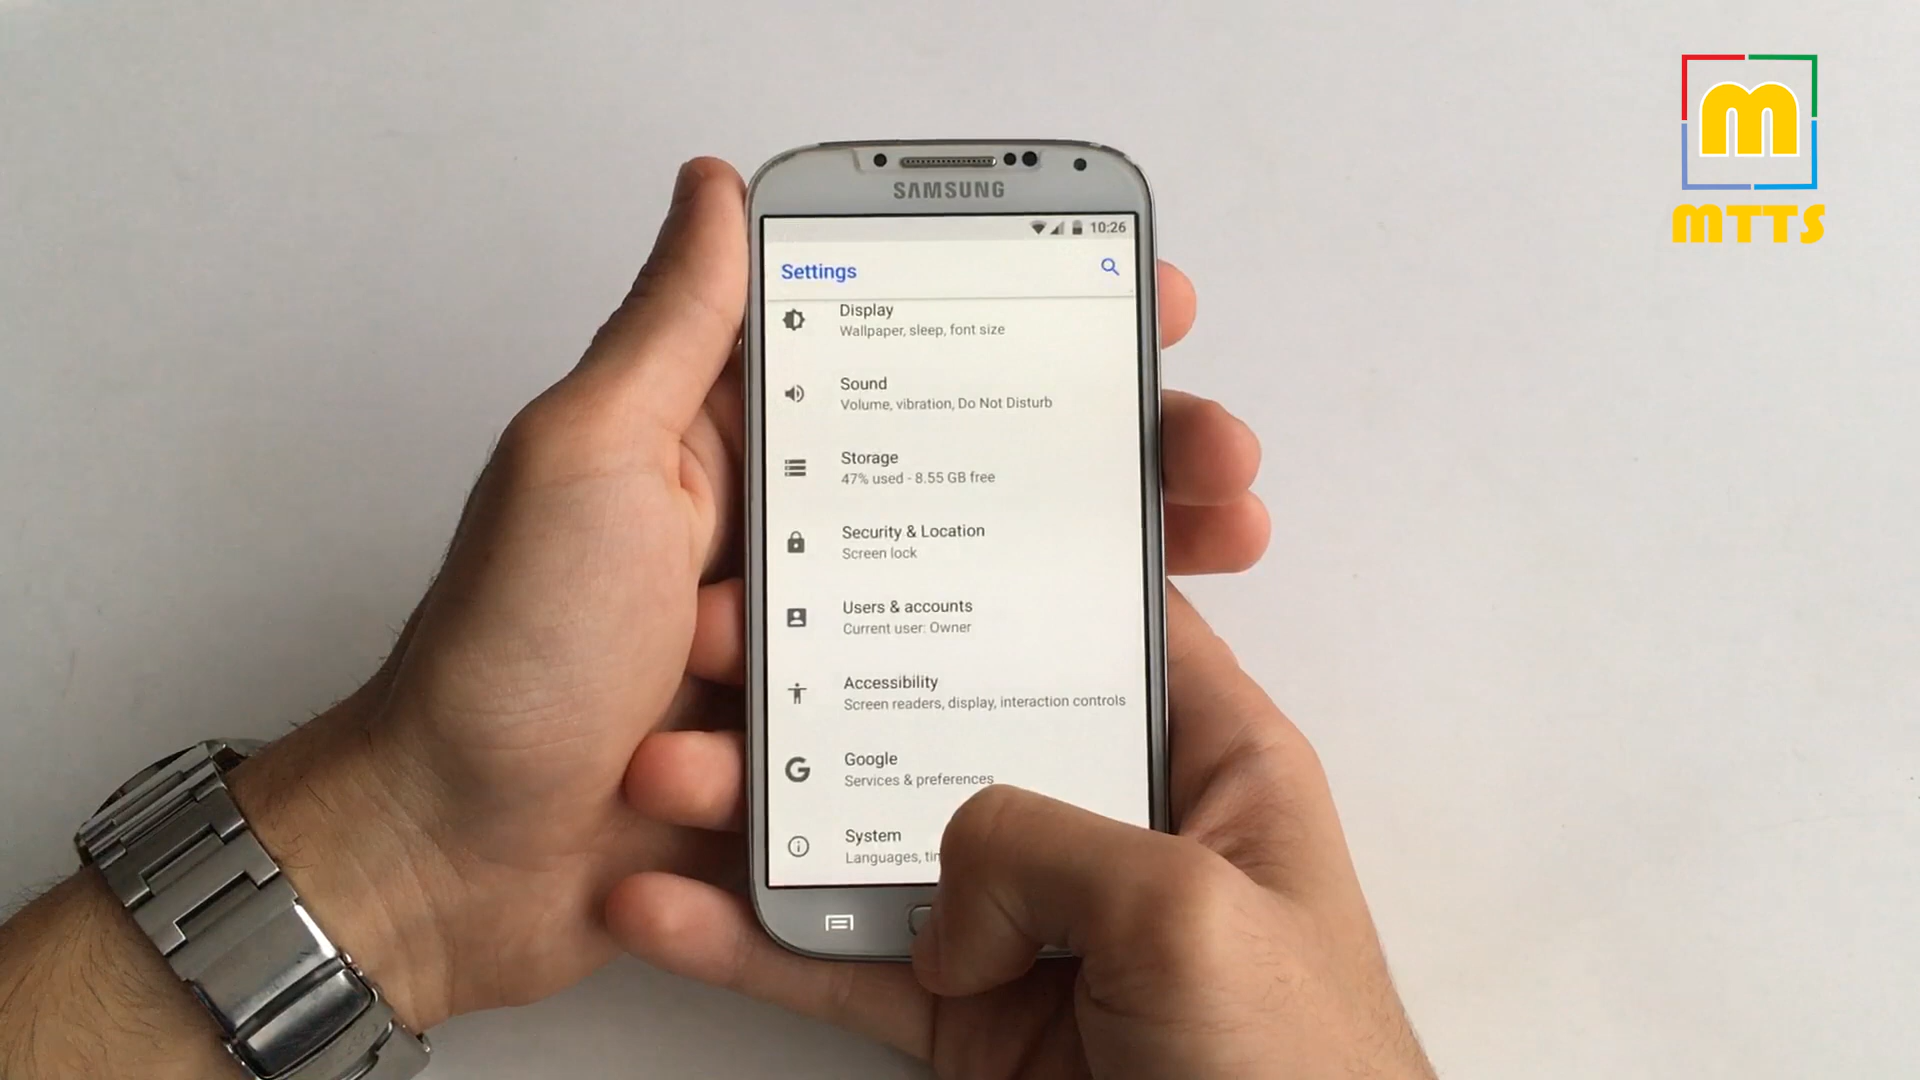 SAMSUNG
10:26
Settings
Display
Wallpaper, sleep, font size
Sound
Volume, vibration, Do Not Disturb
Storage
47% used - 8.55 GB free
Security & Location
Screen lock
Users & accounts
Current user: Owner
Accessibility
Screen readers, display, interaction controls
Google
Services & preferences
System
Languages,
m
MTTS